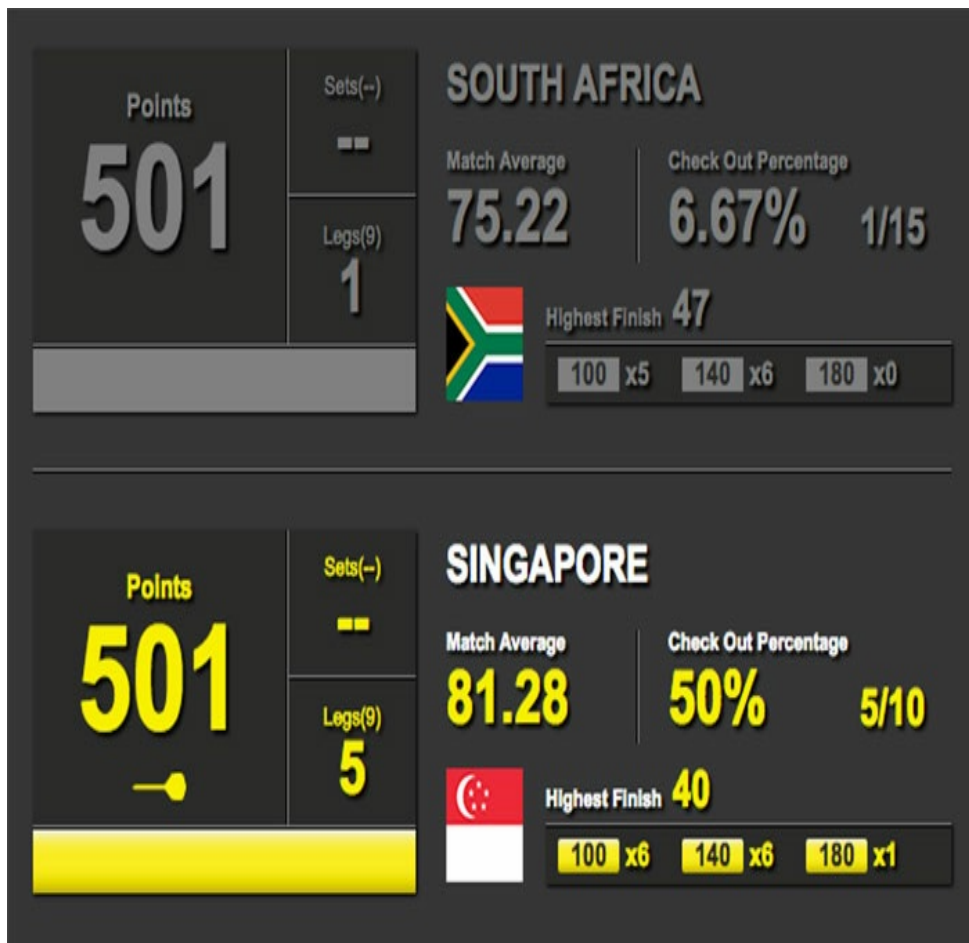 SOUTH AFRICA
Points
501
Sets(--)
--
Legs(9)
1
Match Average
75.22
Check Out Percentage
6.67% 1/15
Highest Finish 47
100 x5 140 x6 180 x0
SINGAPORE
Points
501
Sets(--)
--
Legs(9)
5
Match Average
81.28
Check Out Percentage
50% 5/10
Highest Finish 40
100 x6 140 x6 180 x1